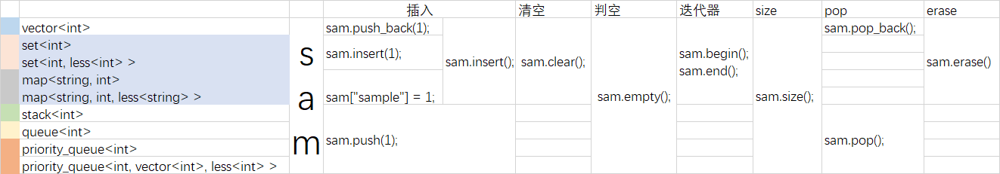 插入 清空 判空 迭代器 size pop erase
vector<int> sam.push_back(1); sam.pop_back();
set<int>
sam.insert(1); sam.begin();
set<int, less<int> > sam.insert(); sam.clear(); sam.erase()
sam.end();
map<string, int>
map<string, int, less<string> > sam["sample"] = 1; sam.empty(); sam.size();
stack<int>
queue<int>
sam.push(1); sam.pop();
priority_queue<int>
priority_queue<int, vector<int>, less<int> >
s
a
m